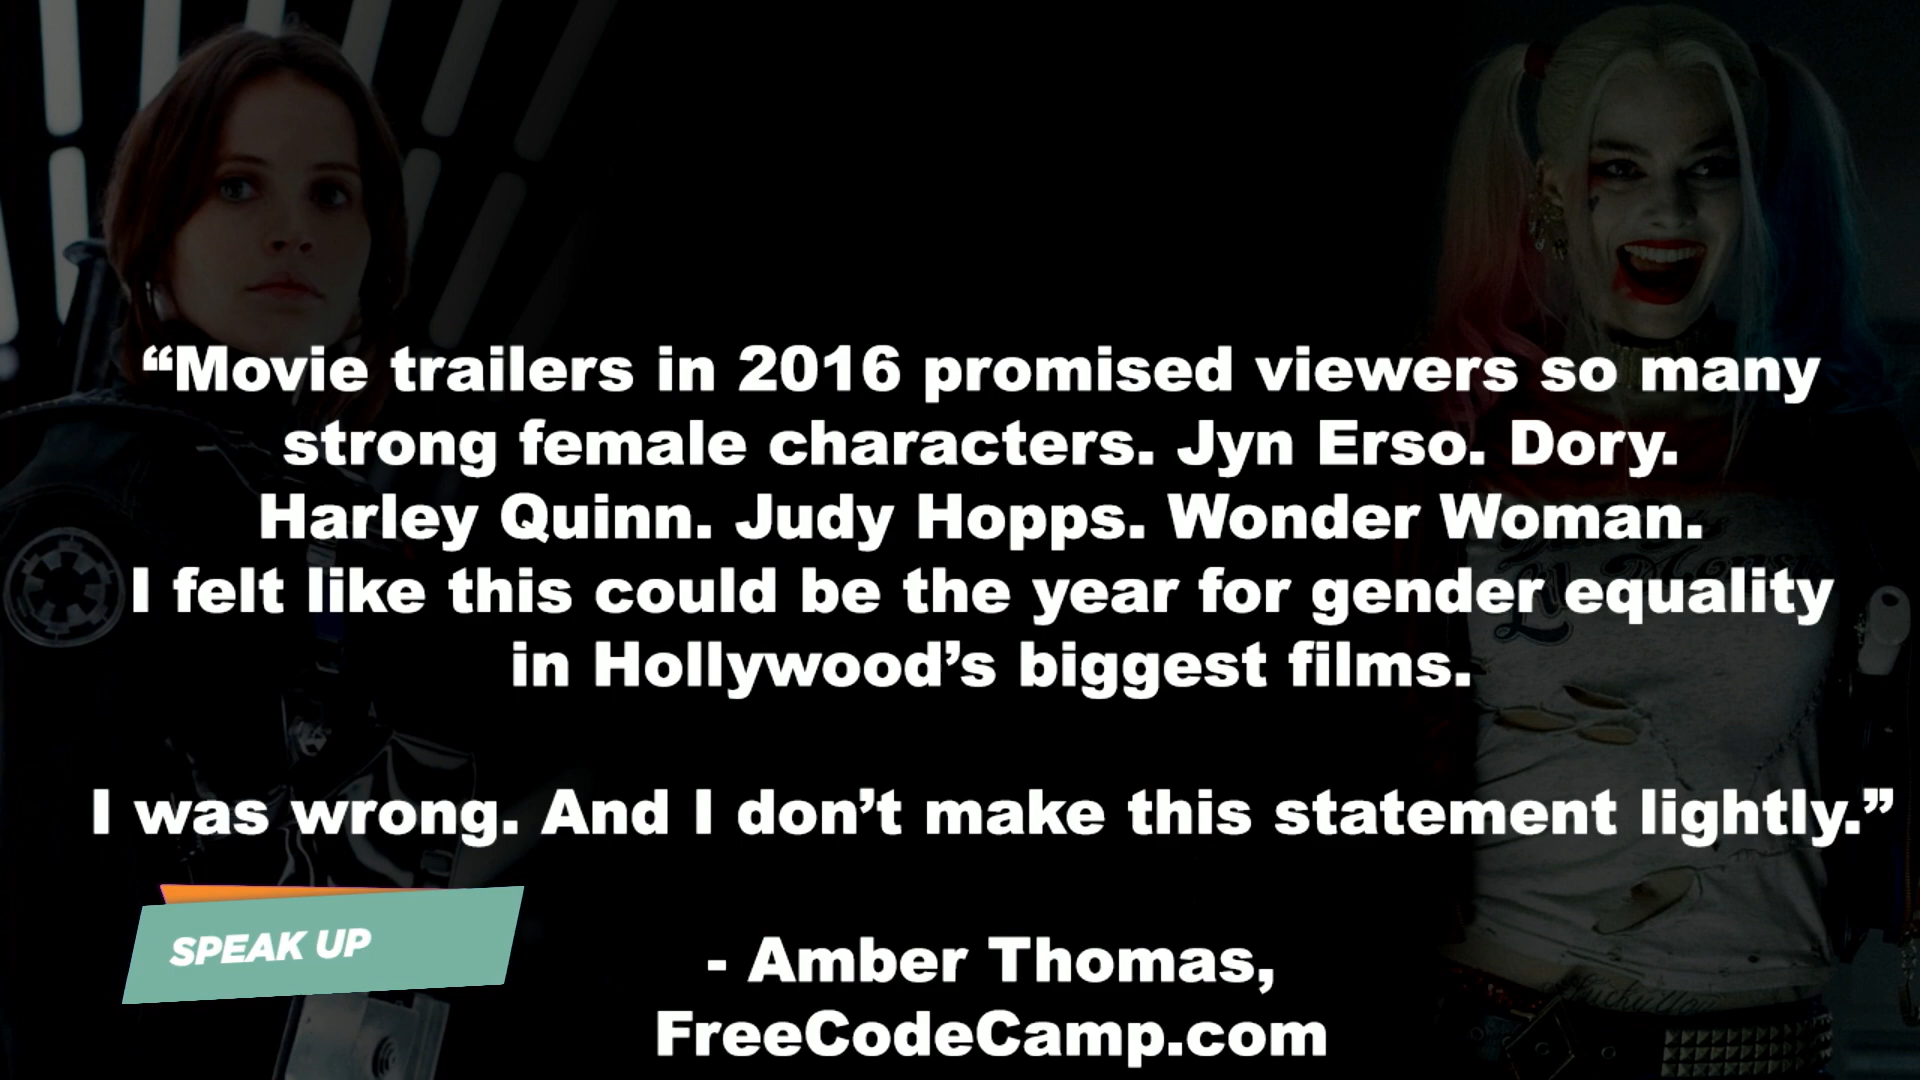 “Movie trailers in 2016 promised viewers so many
strong female characters. Jyn Erso. Dory.
Harley Quinn. Judy Hopps. Wonder Woman.
I felt like this could be the year for gender equality
in Hollywood’s biggest films.
I was wrong. And I don’t make this statement lightly.”
SPEAK UP
- Amber Thomas,
FreeCodeCamp.com